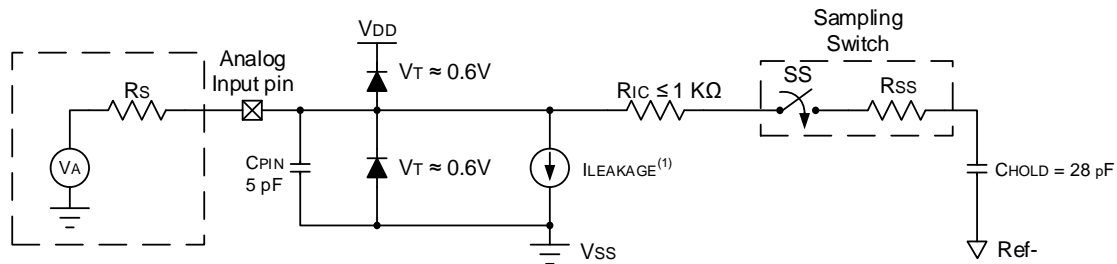 Sampling
Switch
VDD
Analog
Input pin
VT ≈ 0.6V
RS
RIC ≤ 1 KΩ
SS
RSS
VA
CPIN
5 pF
VT ≈ 0.6V
ILEAKAGE(1)
CHOLD = 28 pF
VSS
Ref-